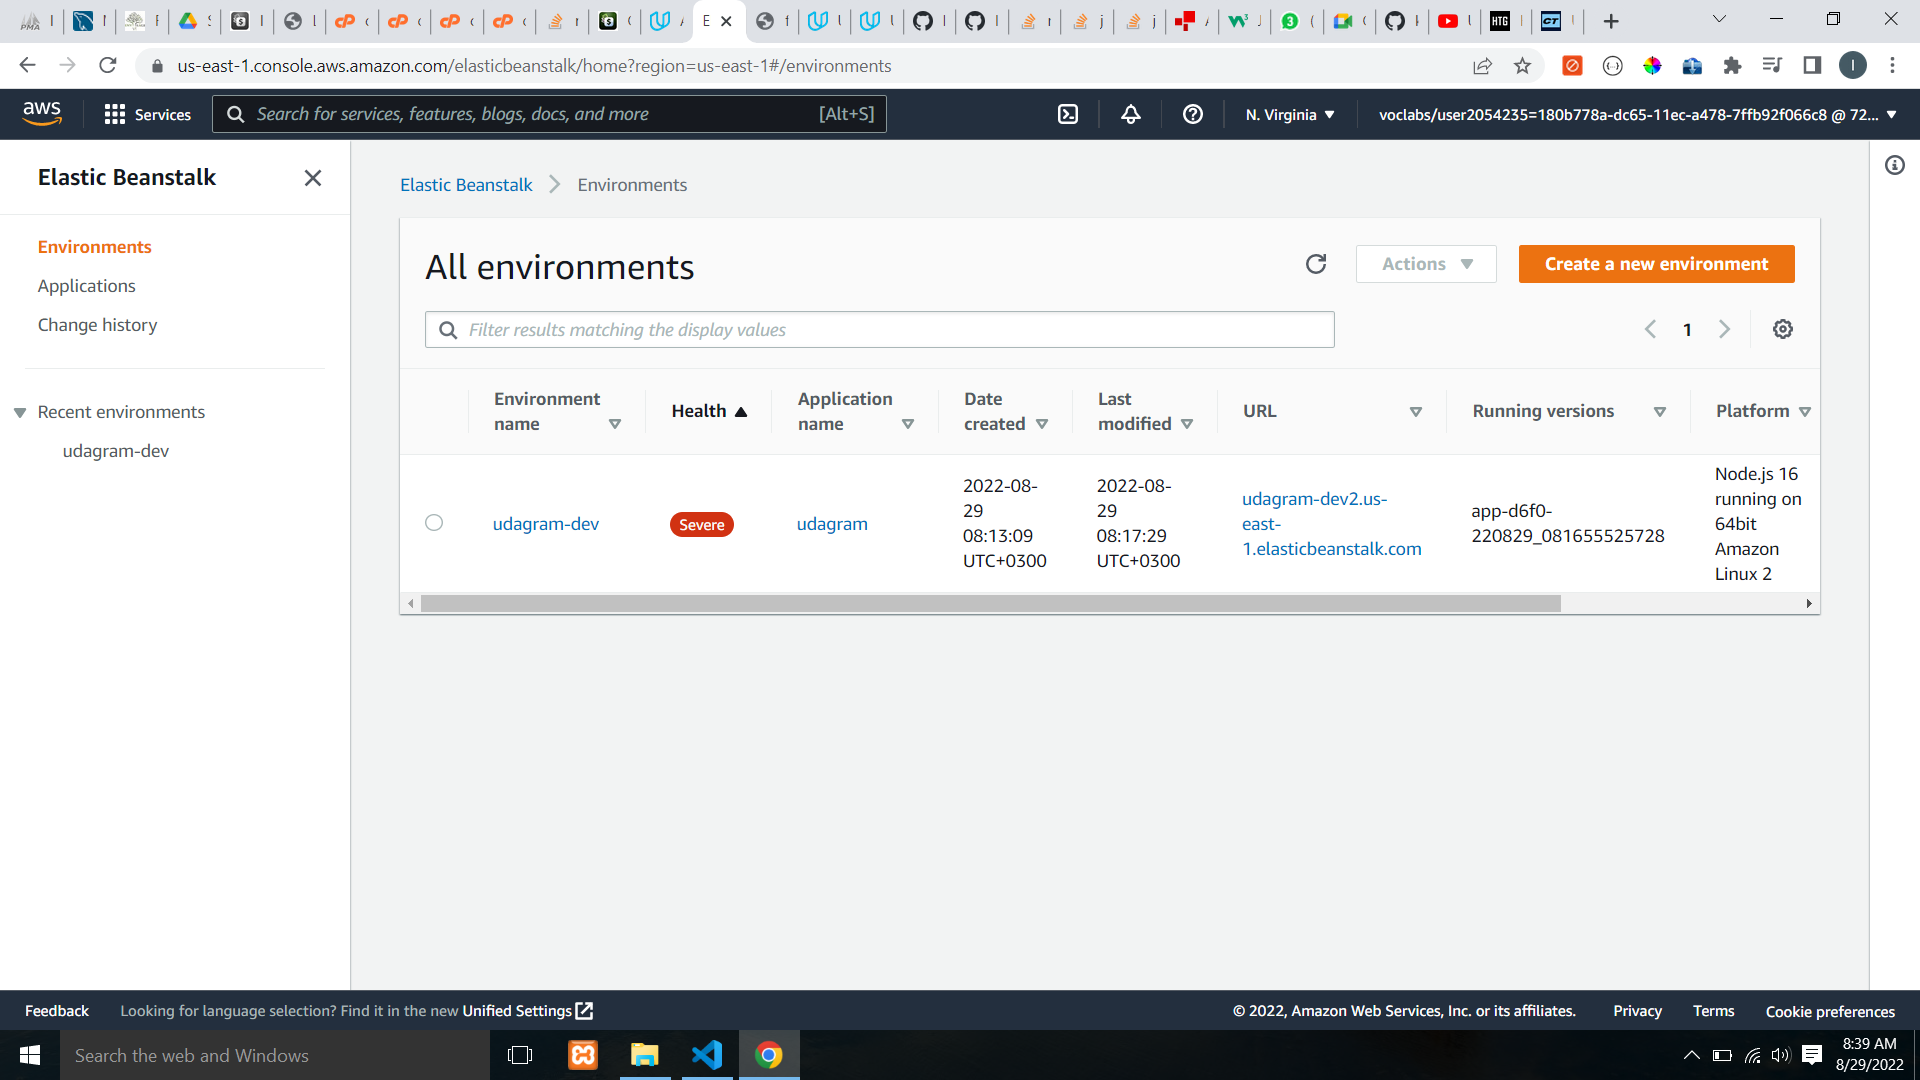 us-east-1.console.aws.amazon.com/elasticbeanstalk/home?region=us-east-1#/environments
aws
Services
Search for services, features, blogs, docs, and more
[Alt+S]
N. Virginia
voclabs/user2054235=180b778a-dc65-11ec-a478-7ffb92f066c8 @ 72...
Elastic Beanstalk
Environments
Applications
Change history
Recent environments
udagram-dev
Elastic Beanstalk
Environments
All environments
Actions
Create a new environment
Filter results matching the display values
1
Environment
name
Health
Application
name
Date
created
Last
modified
URL
Running versions
Platform
udagram-dev
Severe
udagram
2022-08-
29
08:13:09
UTC+0300
2022-08-
29
08:17:29
UTC+0300
udagram-dev2.us-
east-
1.elasticbeanstalk.com
app-d6f0-
220829_081655525728
Node.js 16
running on
64bit
Amazon
Linux 2
Feedback
Looking for language selection? Find it in the new Unified Settings
© 2022, Amazon Web Services, Inc. or its affiliates.
Privacy
Terms
Cookie preferences
Search the web and Windows
8:39 AM
8/29/2022